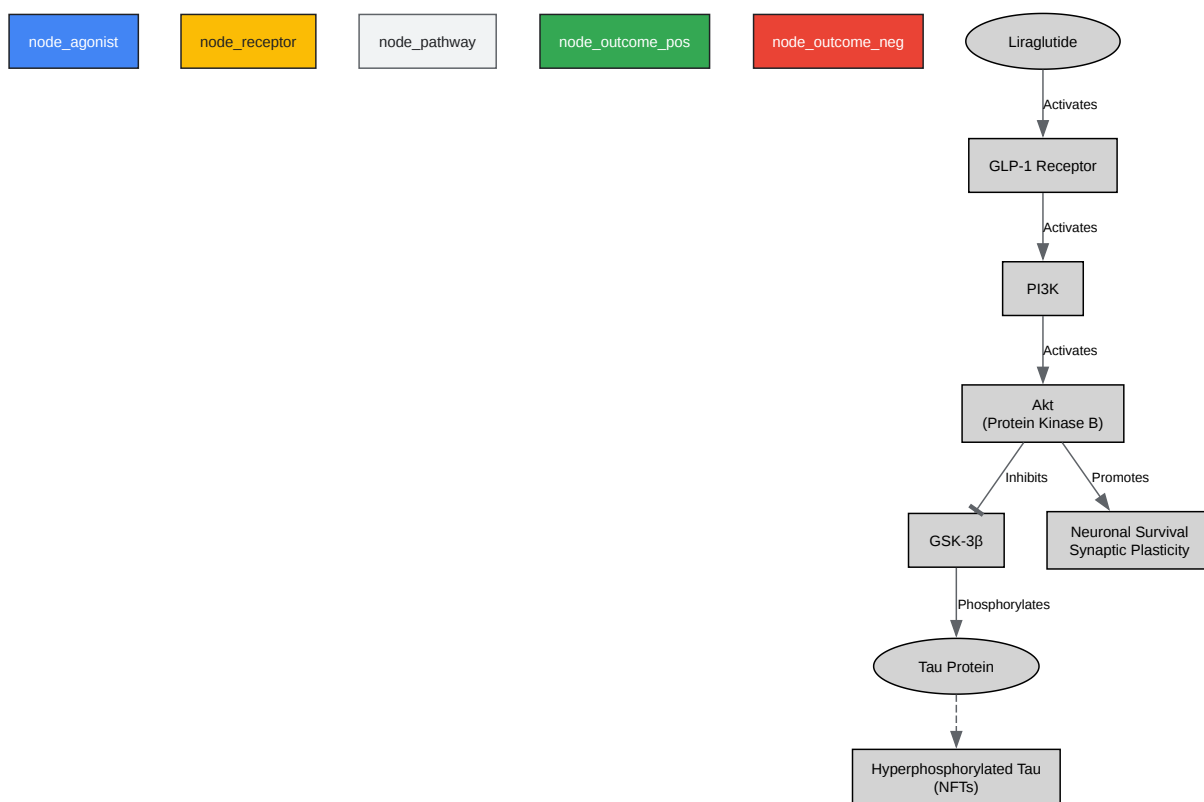 node_agonist
node_receptor
node_pathway
node_outcome_pos
node_outcome_neg
Liraglutide
Activates
GLP-1 Receptor
Activates
PI3K
Activates
Akt
(Protein Kinase B)
Inhibits
Promotes
GSK-3β
Neuronal Survival
Synaptic Plasticity
Phosphorylates
Tau Protein
Hyperphosphorylated Tau
(NFTs)